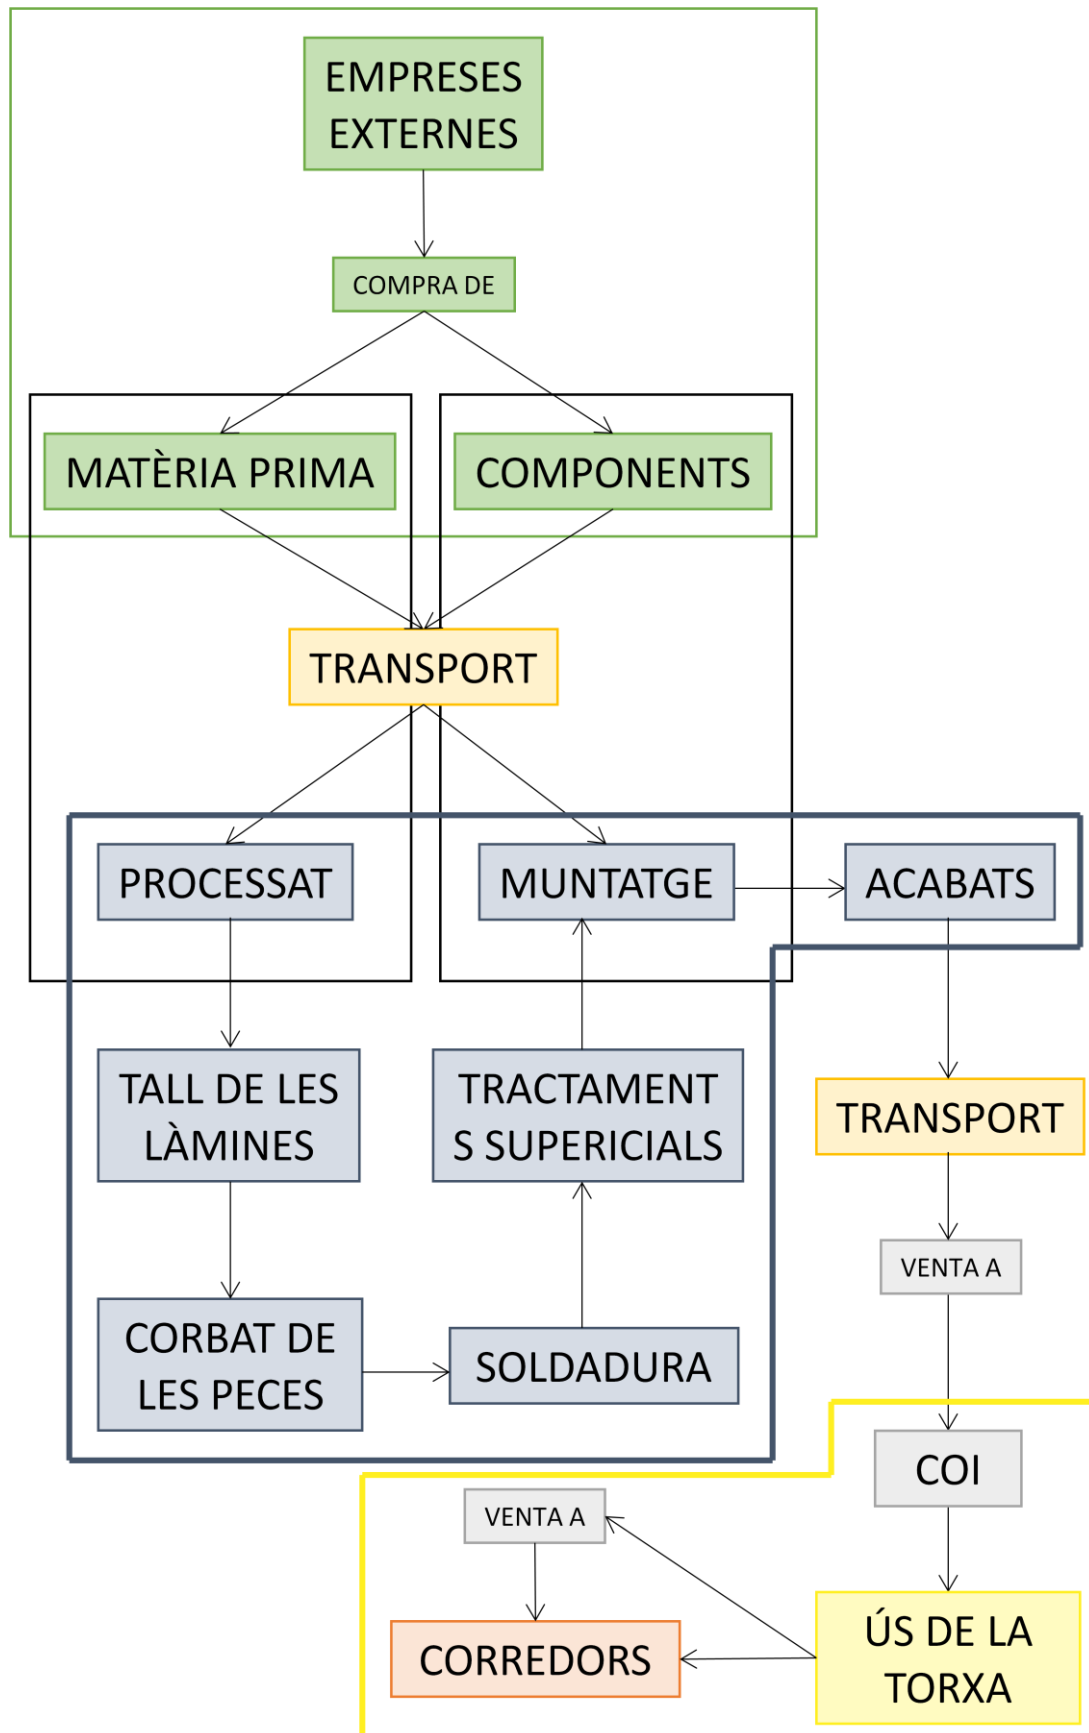 EMPRESES
EXTERNES
COMPRA DE
MATÈRIA PRIMA
COMPONENTS
TRANSPORT
PROCESSAT
MUNTATGE
ACABATS
TALL DE LES
LÀMINES
TRACTAMENT
S SUPERICIALS
TRANSPORT
VENTA A
CORBAT DE
LES PECES
SOLDADURA
COI
VENTA A
CORREDORS
ÚS DE LA
TORXA